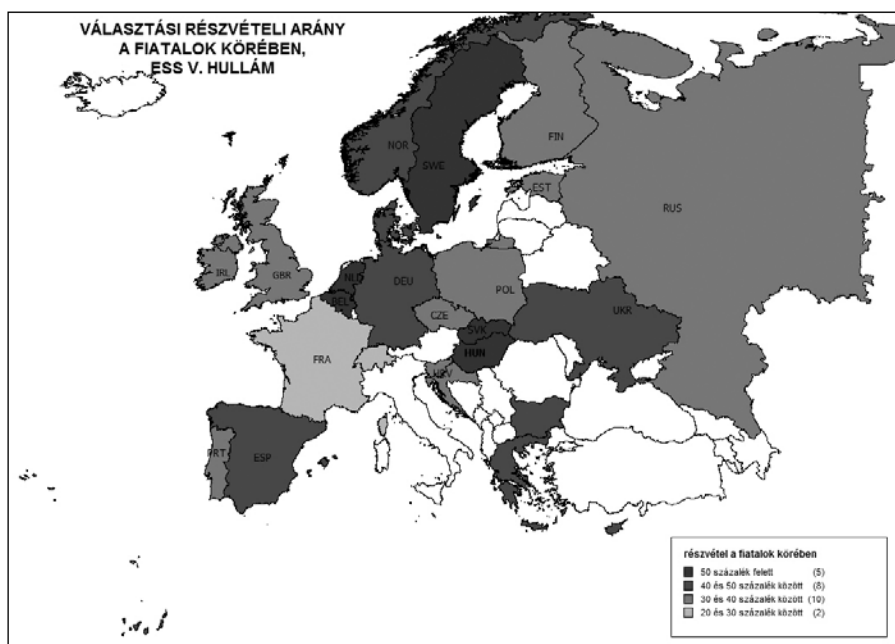 VÁLASZTÁSI RÉSZVÉTELI ARÁNY
A FIATALOK KÖRÉBEN,
ESS V. HULLÁM
NOR
FIN
SWE
EST
RUS
IRL
GBR
NLD
DEU
POL
BEL
CZE
UKR
SVK
HUN
FRA
HRV
PRT
ESP
részvétel a fiatalok körében
50 százalék felett (5)
40 és 50 százalék között (8)
30 és 40 százalék között (10)
20 és 30 százalék között (2)